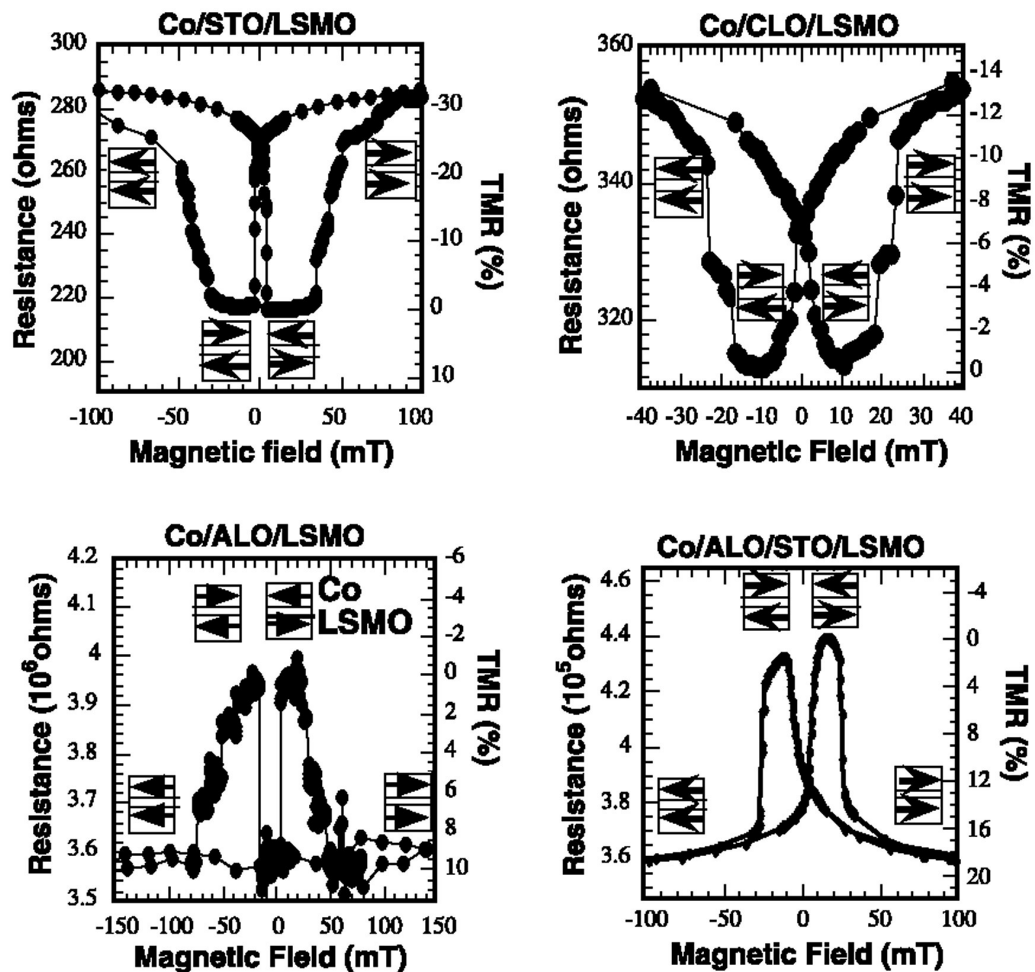 Co/STO/LSMO
300
280
260
240
220
200
Resistance (ohms)
-30
-20
-10
0
10
TMR (%)
-100 -50 0 50 100
Magnetic field (mT)
Co/CLO/LSMO
360
340
320
Resistance (ohms)
-14
-12
-10
-8
-6
-4
-2
0
TMR (%)
-40 -30 -20 -10 0 10 20 30 40
Magnetic Field (mT)
Co/ALO/LSMO
4.2
4.1
4
3.9
3.8
3.7
3.6
3.5
Resistance (10⁶ohms)
Co
LSMO
-6
-4
-2
0
2
4
6
8
10
TMR (%)
-150 -100 -50 0 50 100 150
Magnetic Field (mT)
Co/ALO/STO/LSMO
4.6
4.4
4.2
4
3.8
3.6
Resistance (10⁵ohms)
-4
0
4
8
12
16
20
TMR (%)
-100 -50 0 50 100
Magnetic Field (mT)